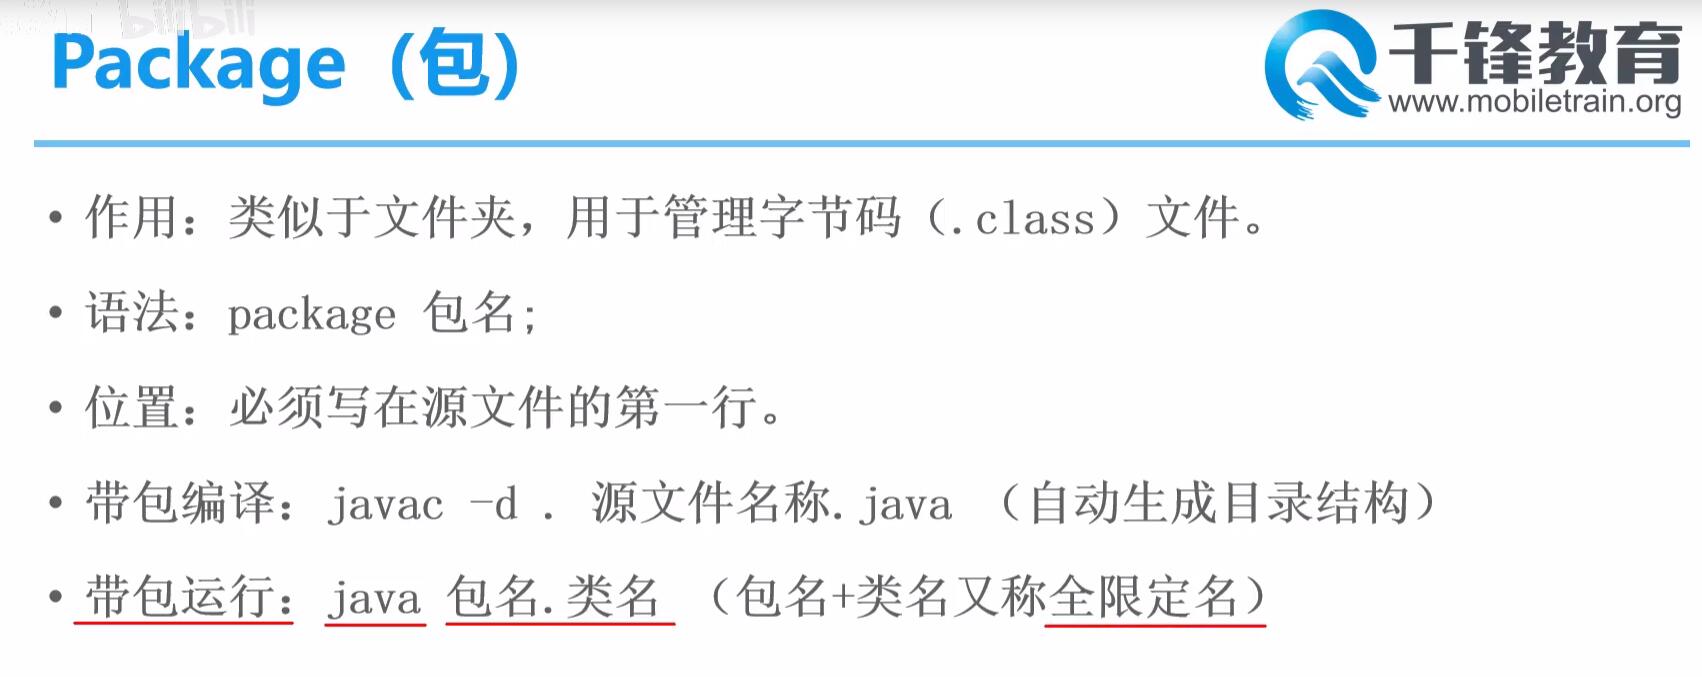 bilibili
Package（包）
千锋教育
www.mobiletrain.org
• 作用：类似于文件夹，用于管理字节码（.class）文件。
• 语法：package 包名;
• 位置：必须写在源文件的第一行。
• 带包编译：javac -d . 源文件名称.java （自动生成目录结构）
• 带包运行：java 包名.类名 （包名+类名又称全限定名）